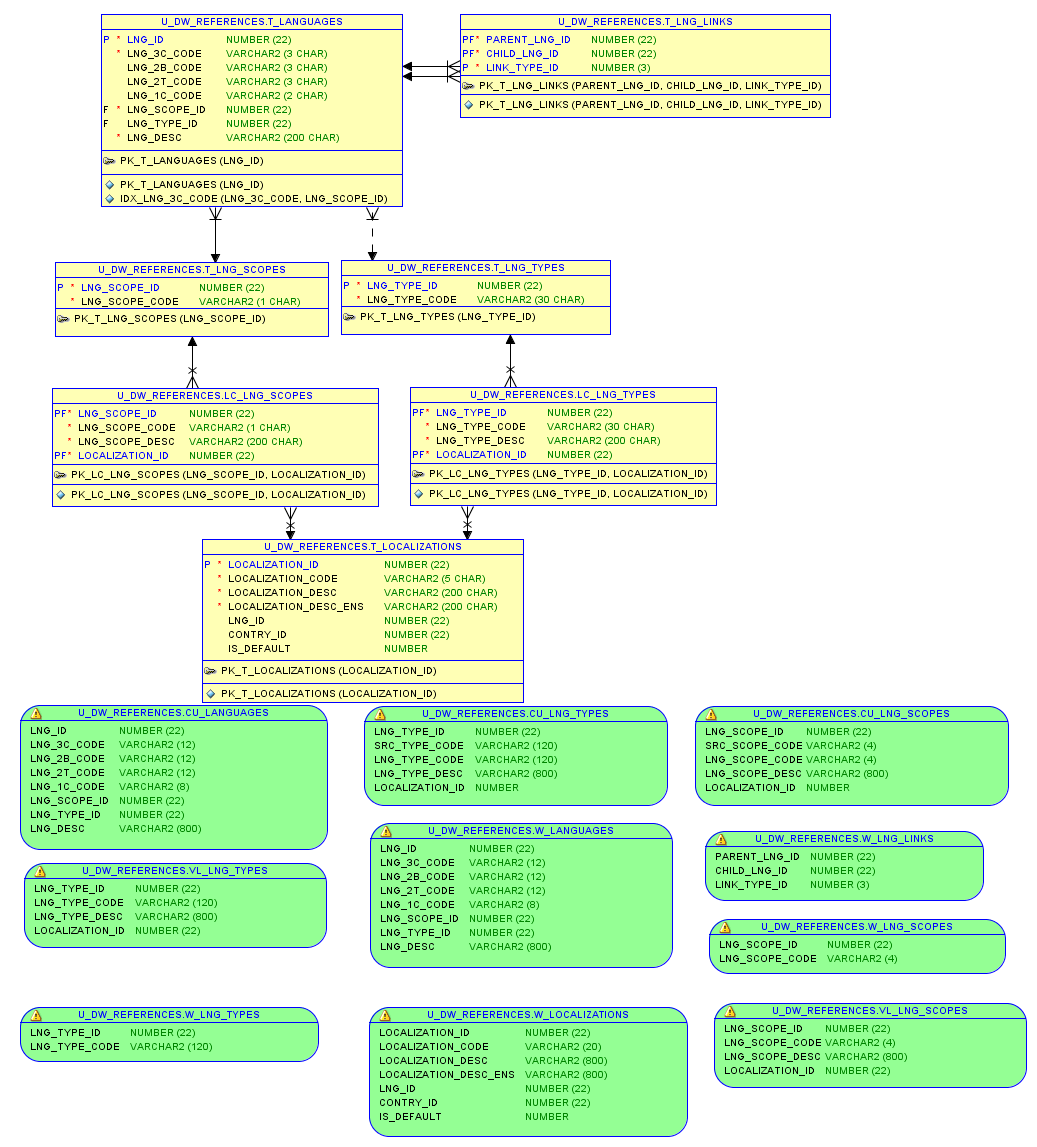 U_DW_REFERENCES.T_LANGUAGES
P * LNG_ID NUMBER (22)
* LNG_3C_CODE VARCHAR2 (3 CHAR)
LNG_2B_CODE VARCHAR2 (3 CHAR)
LNG_2T_CODE VARCHAR2 (3 CHAR)
LNG_1C_CODE VARCHAR2 (2 CHAR)
F * LNG_SCOPE_ID NUMBER (22)
F LNG_TYPE_ID NUMBER (22)
* LNG_DESC VARCHAR2 (200 CHAR)
PK_T_LANGUAGES (LNG_ID)
PK_T_LANGUAGES (LNG_ID)
IDX_LNG_3C_CODE (LNG_3C_CODE, LNG_SCOPE_ID)
U_DW_REFERENCES.T_LNG_LINKS
PF* PARENT_LNG_ID NUMBER (22)
PF* CHILD_LNG_ID NUMBER (22)
P * LINK_TYPE_ID NUMBER (3)
PK_T_LNG_LINKS (PARENT_LNG_ID, CHILD_LNG_ID, LINK_TYPE_ID)
PK_T_LNG_LINKS (PARENT_LNG_ID, CHILD_LNG_ID, LINK_TYPE_ID)
U_DW_REFERENCES.T_LNG_SCOPES
P * LNG_SCOPE_ID NUMBER (22)
* LNG_SCOPE_CODE VARCHAR2 (1 CHAR)
PK_T_LNG_SCOPES (LNG_SCOPE_ID)
U_DW_REFERENCES.T_LNG_TYPES
P * LNG_TYPE_ID NUMBER (22)
* LNG_TYPE_CODE VARCHAR2 (30 CHAR)
PK_T_LNG_TYPES (LNG_TYPE_ID)
U_DW_REFERENCES.LC_LNG_SCOPES
PF* LNG_SCOPE_ID NUMBER (22)
* LNG_SCOPE_CODE VARCHAR2 (1 CHAR)
* LNG_SCOPE_DESC VARCHAR2 (200 CHAR)
PF* LOCALIZATION_ID NUMBER (22)
PK_LC_LNG_SCOPES (LNG_SCOPE_ID, LOCALIZATION_ID)
PK_LC_LNG_SCOPES (LNG_SCOPE_ID, LOCALIZATION_ID)
U_DW_REFERENCES.LC_LNG_TYPES
PF* LNG_TYPE_ID NUMBER (22)
* LNG_TYPE_CODE VARCHAR2 (30 CHAR)
* LNG_TYPE_DESC VARCHAR2 (200 CHAR)
PF* LOCALIZATION_ID NUMBER (22)
PK_LC_LNG_TYPES (LNG_TYPE_ID, LOCALIZATION_ID)
PK_LC_LNG_TYPES (LNG_TYPE_ID, LOCALIZATION_ID)
U_DW_REFERENCES.T_LOCALIZATIONS
P * LOCALIZATION_ID NUMBER (22)
* LOCALIZATION_CODE VARCHAR2 (5 CHAR)
* LOCALIZATION_DESC VARCHAR2 (200 CHAR)
* LOCALIZATION_DESC_ENS VARCHAR2 (200 CHAR)
LNG_ID NUMBER (22)
CONTRY_ID NUMBER (22)
IS_DEFAULT NUMBER
PK_T_LOCALIZATIONS (LOCALIZATION_ID)
PK_T_LOCALIZATIONS (LOCALIZATION_ID)
U_DW_REFERENCES.CU_LANGUAGES
LNG_ID NUMBER (22)
LNG_3C_CODE VARCHAR2 (12)
LNG_2B_CODE VARCHAR2 (12)
LNG_2T_CODE VARCHAR2 (12)
LNG_1C_CODE VARCHAR2 (8)
LNG_SCOPE_ID NUMBER (22)
LNG_TYPE_ID NUMBER (22)
LNG_DESC VARCHAR2 (800)
U_DW_REFERENCES.CU_LNG_TYPES
LNG_TYPE_ID NUMBER (22)
SRC_TYPE_CODE VARCHAR2 (120)
LNG_TYPE_CODE VARCHAR2 (120)
LNG_TYPE_DESC VARCHAR2 (800)
LOCALIZATION_ID NUMBER
U_DW_REFERENCES.CU_LNG_SCOPES
LNG_SCOPE_ID NUMBER (22)
SRC_SCOPE_CODE VARCHAR2 (4)
LNG_SCOPE_CODE VARCHAR2 (4)
LNG_SCOPE_DESC VARCHAR2 (800)
LOCALIZATION_ID NUMBER
U_DW_REFERENCES.VL_LNG_TYPES
LNG_TYPE_ID NUMBER (22)
LNG_TYPE_CODE VARCHAR2 (120)
LNG_TYPE_DESC VARCHAR2 (800)
LOCALIZATION_ID NUMBER (22)
U_DW_REFERENCES.W_LANGUAGES
LNG_ID NUMBER (22)
LNG_3C_CODE VARCHAR2 (12)
LNG_2B_CODE VARCHAR2 (12)
LNG_2T_CODE VARCHAR2 (12)
LNG_1C_CODE VARCHAR2 (8)
LNG_SCOPE_ID NUMBER (22)
LNG_TYPE_ID NUMBER (22)
LNG_DESC VARCHAR2 (800)
U_DW_REFERENCES.W_LNG_LINKS
PARENT_LNG_ID NUMBER (22)
CHILD_LNG_ID NUMBER (22)
LINK_TYPE_ID NUMBER (3)
U_DW_REFERENCES.W_LNG_SCOPES
LNG_SCOPE_ID NUMBER (22)
LNG_SCOPE_CODE VARCHAR2 (4)
U_DW_REFERENCES.W_LNG_TYPES
LNG_TYPE_ID NUMBER (22)
LNG_TYPE_CODE VARCHAR2 (120)
U_DW_REFERENCES.W_LOCALIZATIONS
LOCALIZATION_ID NUMBER (22)
LOCALIZATION_CODE VARCHAR2 (20)
LOCALIZATION_DESC VARCHAR2 (800)
LOCALIZATION_DESC_ENS VARCHAR2 (800)
LNG_ID NUMBER (22)
CONTRY_ID NUMBER (22)
IS_DEFAULT NUMBER
U_DW_REFERENCES.VL_LNG_SCOPES
LNG_SCOPE_ID NUMBER (22)
LNG_SCOPE_CODE VARCHAR2 (4)
LNG_SCOPE_DESC VARCHAR2 (800)
LOCALIZATION_ID NUMBER (22)